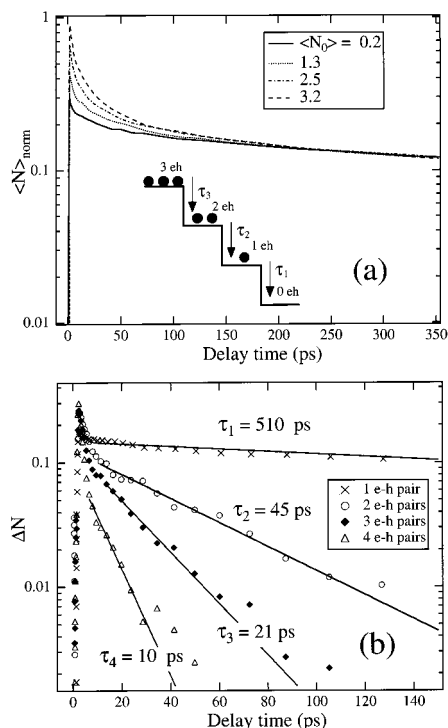 (a)
<N₀> = 0.2
1.3
2.5
3.2
<N>norm
1
0.1
0.01
3 eh
τ₃
2 eh
τ₂
1 eh
τ₁
0 eh
0 50 100 150 200 250 300 350
Delay time (ps)
(b)
τ₁ = 510 ps
1 e-h pair
2 e-h pairs
3 e-h pairs
4 e-h pairs
τ₂ = 45 ps
τ₃ = 21 ps
τ₄ = 10 ps
ΔN
0.1
0.01
0 20 40 60 80 100 120 140
Delay time (ps)